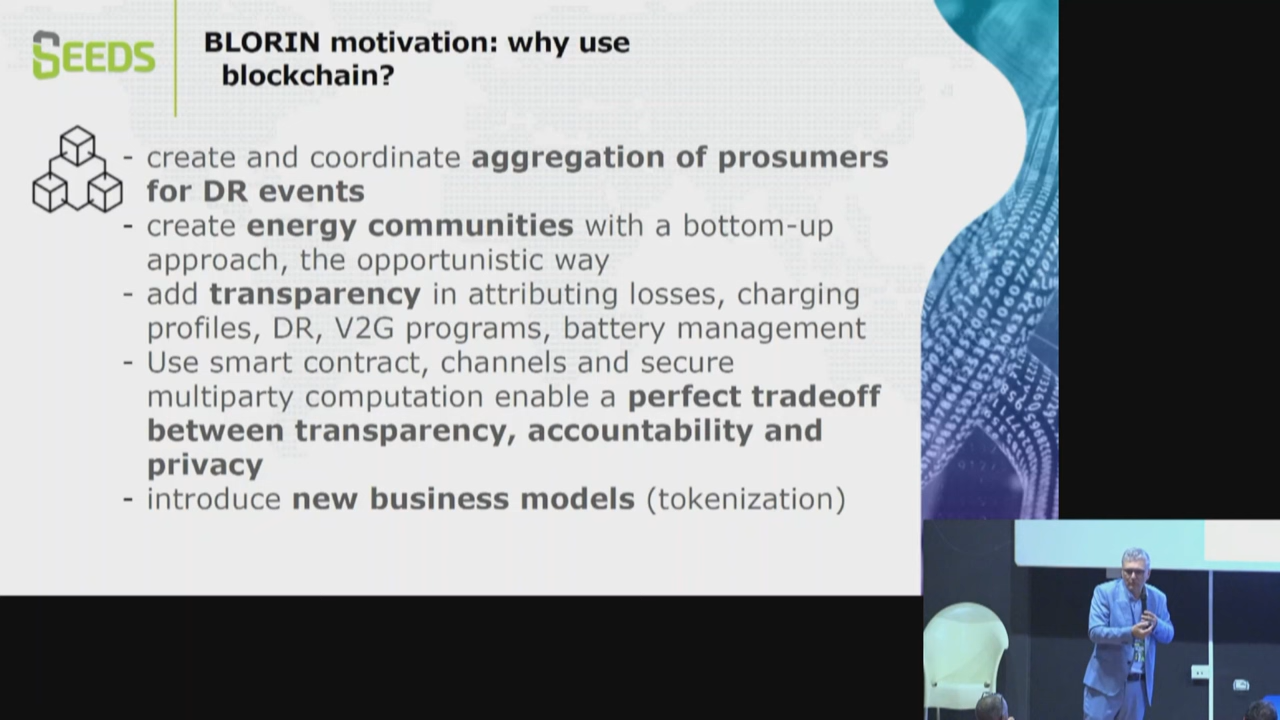 SEEDS
BLORIN motivation: why use
blockchain?
- create and coordinate aggregation of prosumers
for DR events
- create energy communities with a bottom-up
approach, the opportunistic way
- add transparency in attributing losses, charging
profiles, DR, V2G programs, battery management
- Use smart contract, channels and secure
multiparty computation enable a perfect tradeoff
between transparency, accountability and
privacy
- introduce new business models (tokenization)